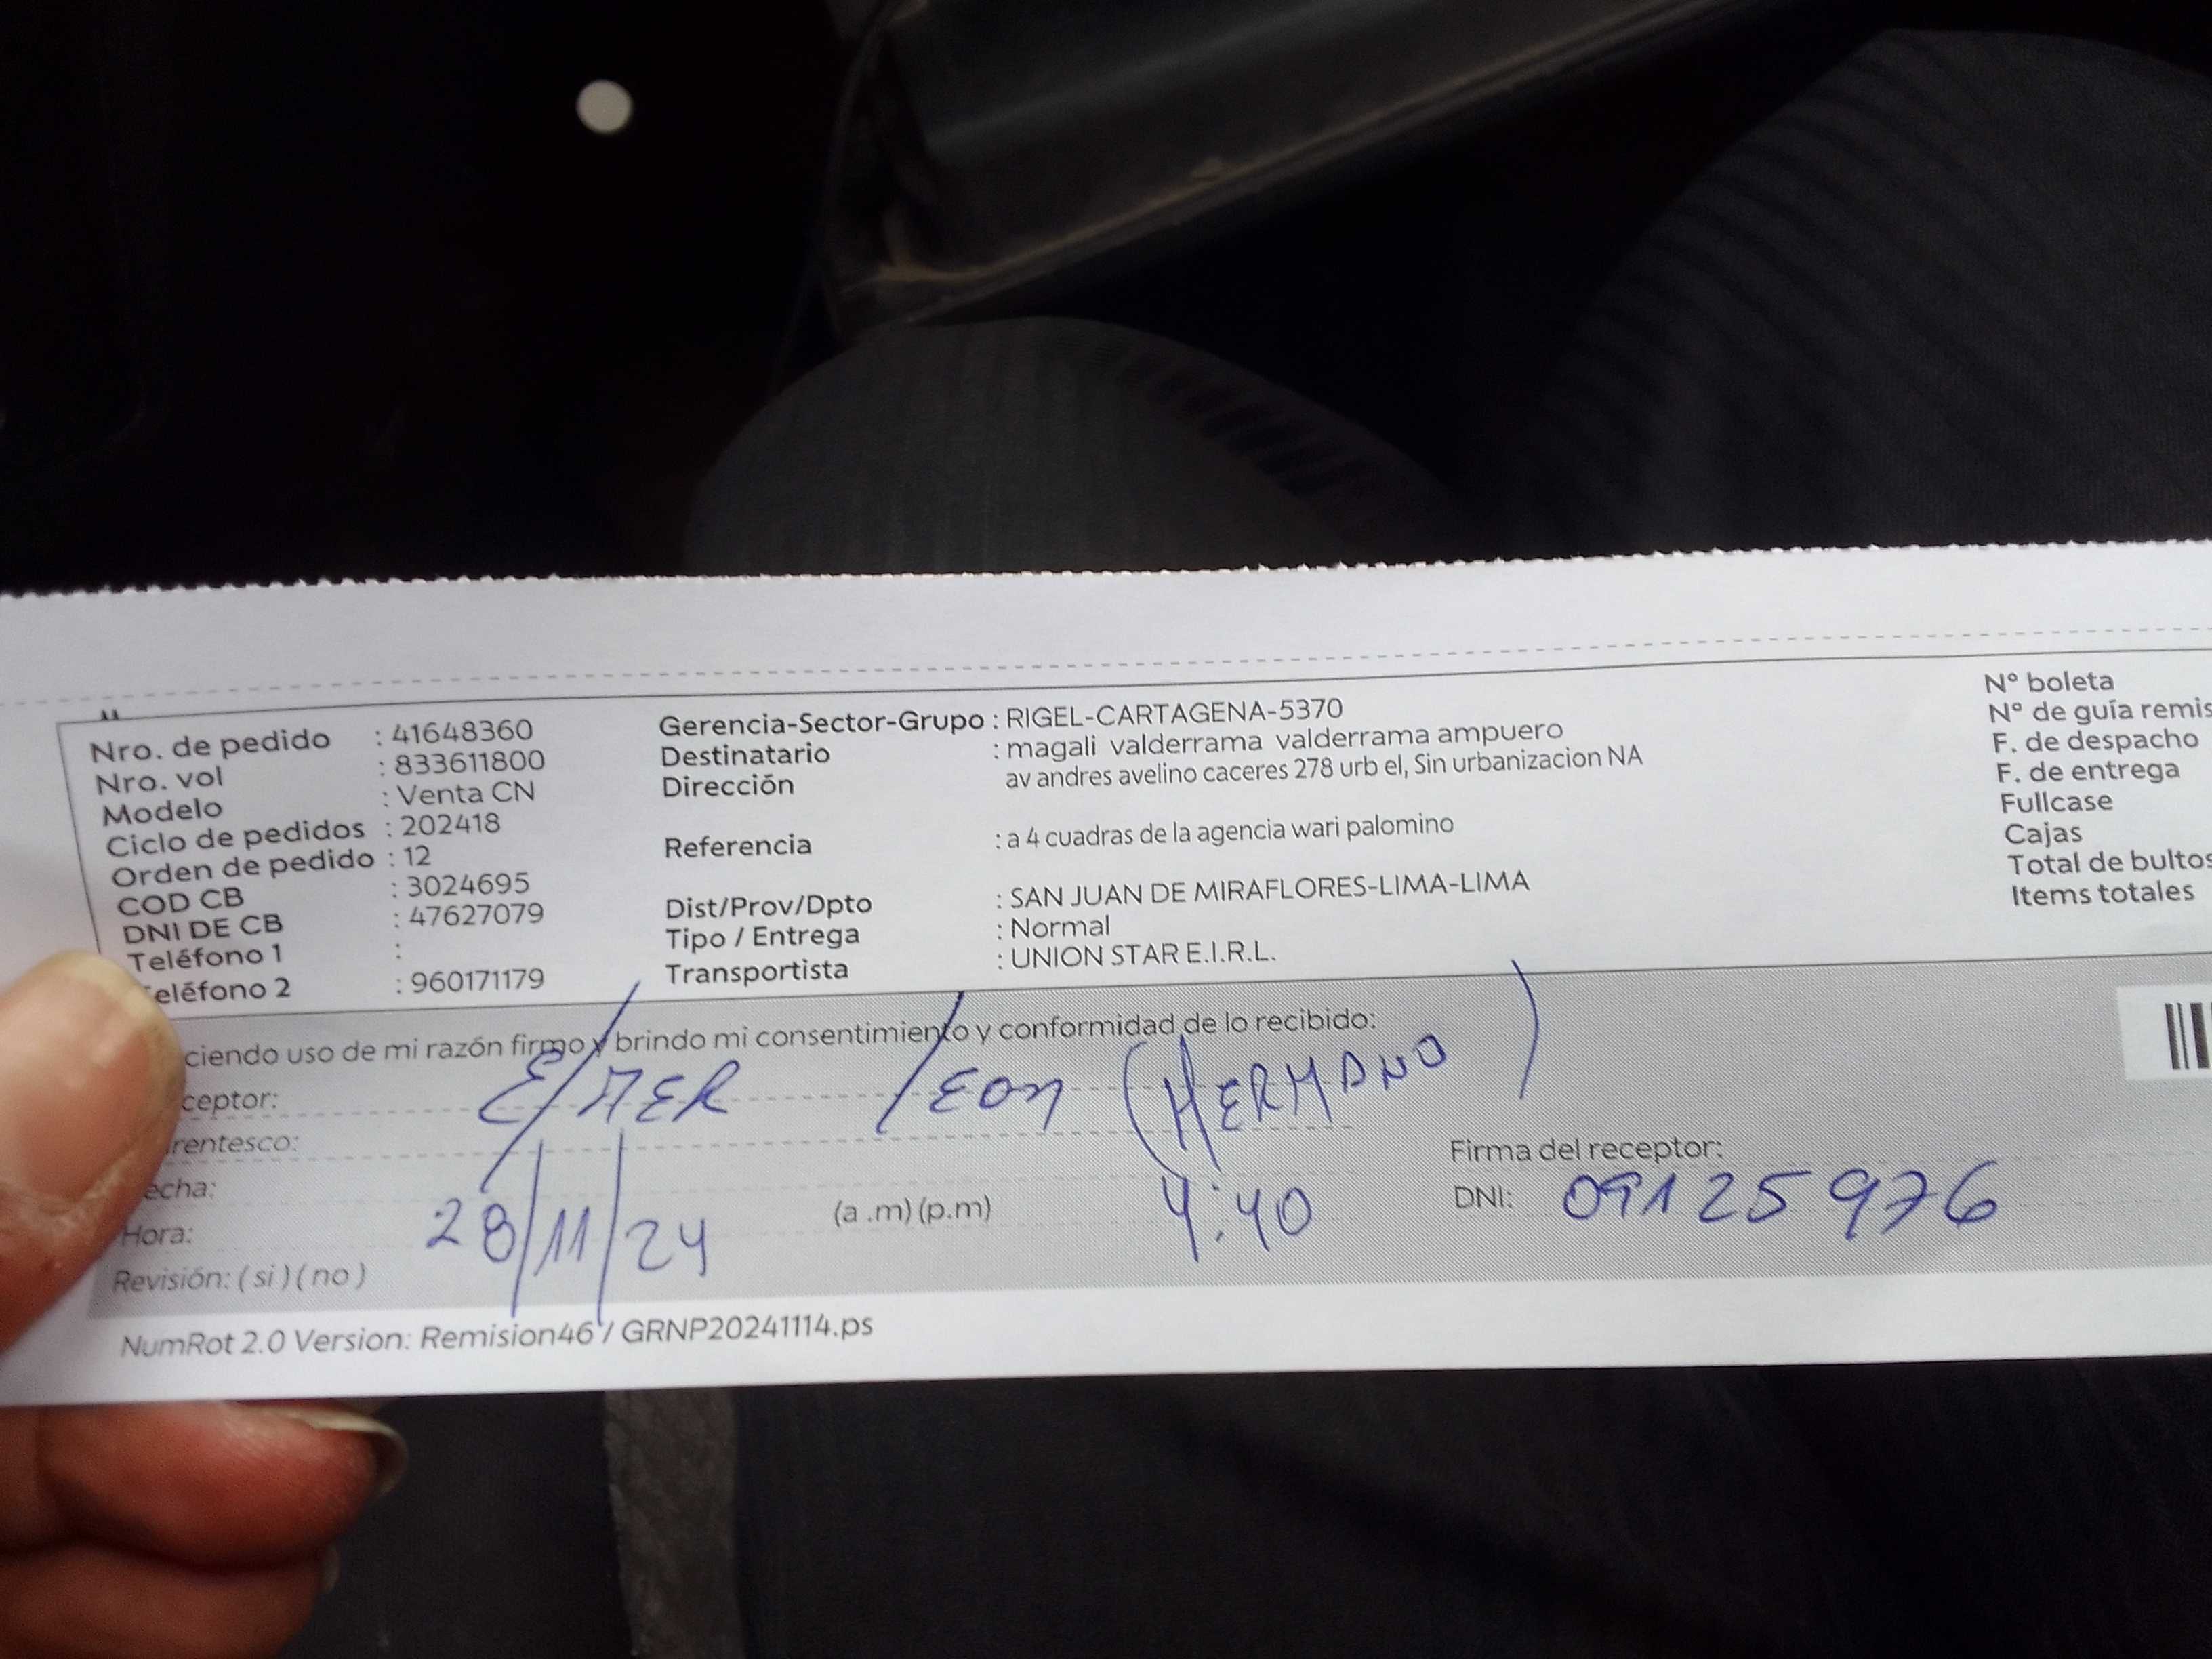 Nro. de pedido : 41648360
Nro. vol : 833611800
Modelo : Venta CN
Ciclo de pedidos : 202418
Orden de pedido : 12
COD CB : 3024695
DNI DE CB : 47627079
Teléfono 1 :
eléfono 2 : 960171179
Gerencia-Sector-Grupo : RIGEL-CARTAGENA-5370
Destinatario : magali valderrama valderrama ampuero
Dirección av andres avelino caceres 278 urb el, Sin urbanizacion NA
Referencia : a 4 cuadras de la agencia wari palomino
Dist/Prov/Dpto : SAN JUAN DE MIRAFLORES-LIMA-LIMA
Tipo / Entrega : Normal
Transportista : UNION STAR E.I.R.L.
N° boleta
N° de guía remis
F. de despacho
F. de entrega
Fullcase
Cajas
Total de bultos
Items totales
ciendo uso de mi razón firmo y brindo mi consentimiento y conformidad de lo recibido:
ceptor: ElMER leon (HERMANO)
rentesco:
echa: 28/11/24
Hora: (a .m) (p.m) 4:40
Firma del receptor:
DNI: 09125976
Revisión: ( si ) ( no )
NumRot 2.0 Version: Remision46 / GRNP20241114.ps